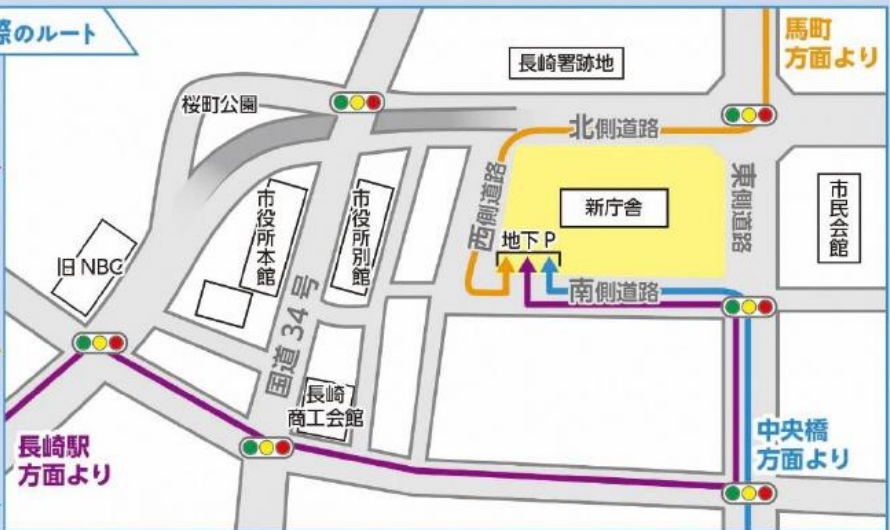 際のルート
馬町
方面より
長崎署跡地
桜町公園
北側道路
市役所本館
市役所別館
西側道路
新庁舎
東側道路
市民会館
地下P
旧NBC
南側道路
国道34号
長崎
商工会館
長崎駅
方面より
中央橋
方面より